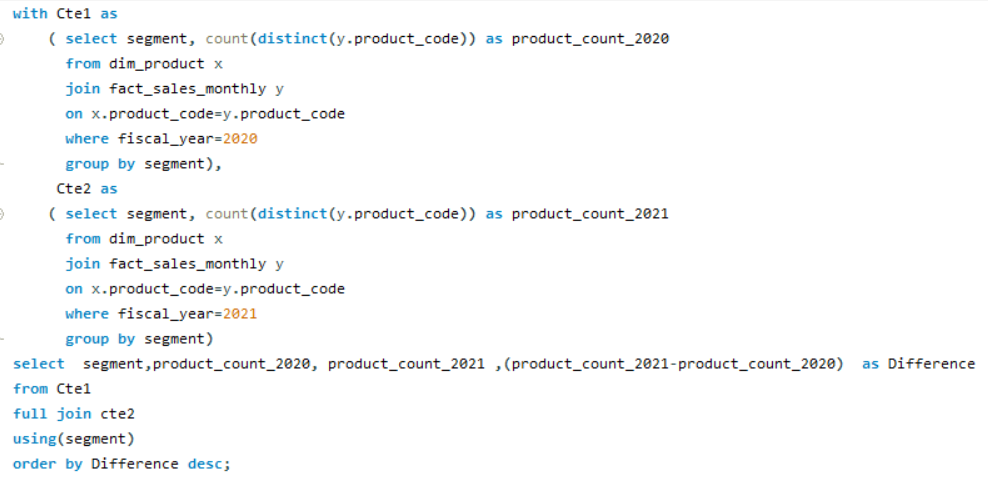 with Cte1 as
( select segment, count(distinct(y.product_code)) as product_count_2020
from dim_product x
join fact_sales_monthly y
on x.product_code=y.product_code
where fiscal_year=2020
group by segment),
Cte2 as
( select segment, count(distinct(y.product_code)) as product_count_2021
from dim_product x
join fact_sales_monthly y
on x.product_code=y.product_code
where fiscal_year=2021
group by segment)
select  segment,product_count_2020, product_count_2021 ,(product_count_2021-product_count_2020)  as Difference
from Cte1
full join cte2
using(segment)
order by Difference desc;